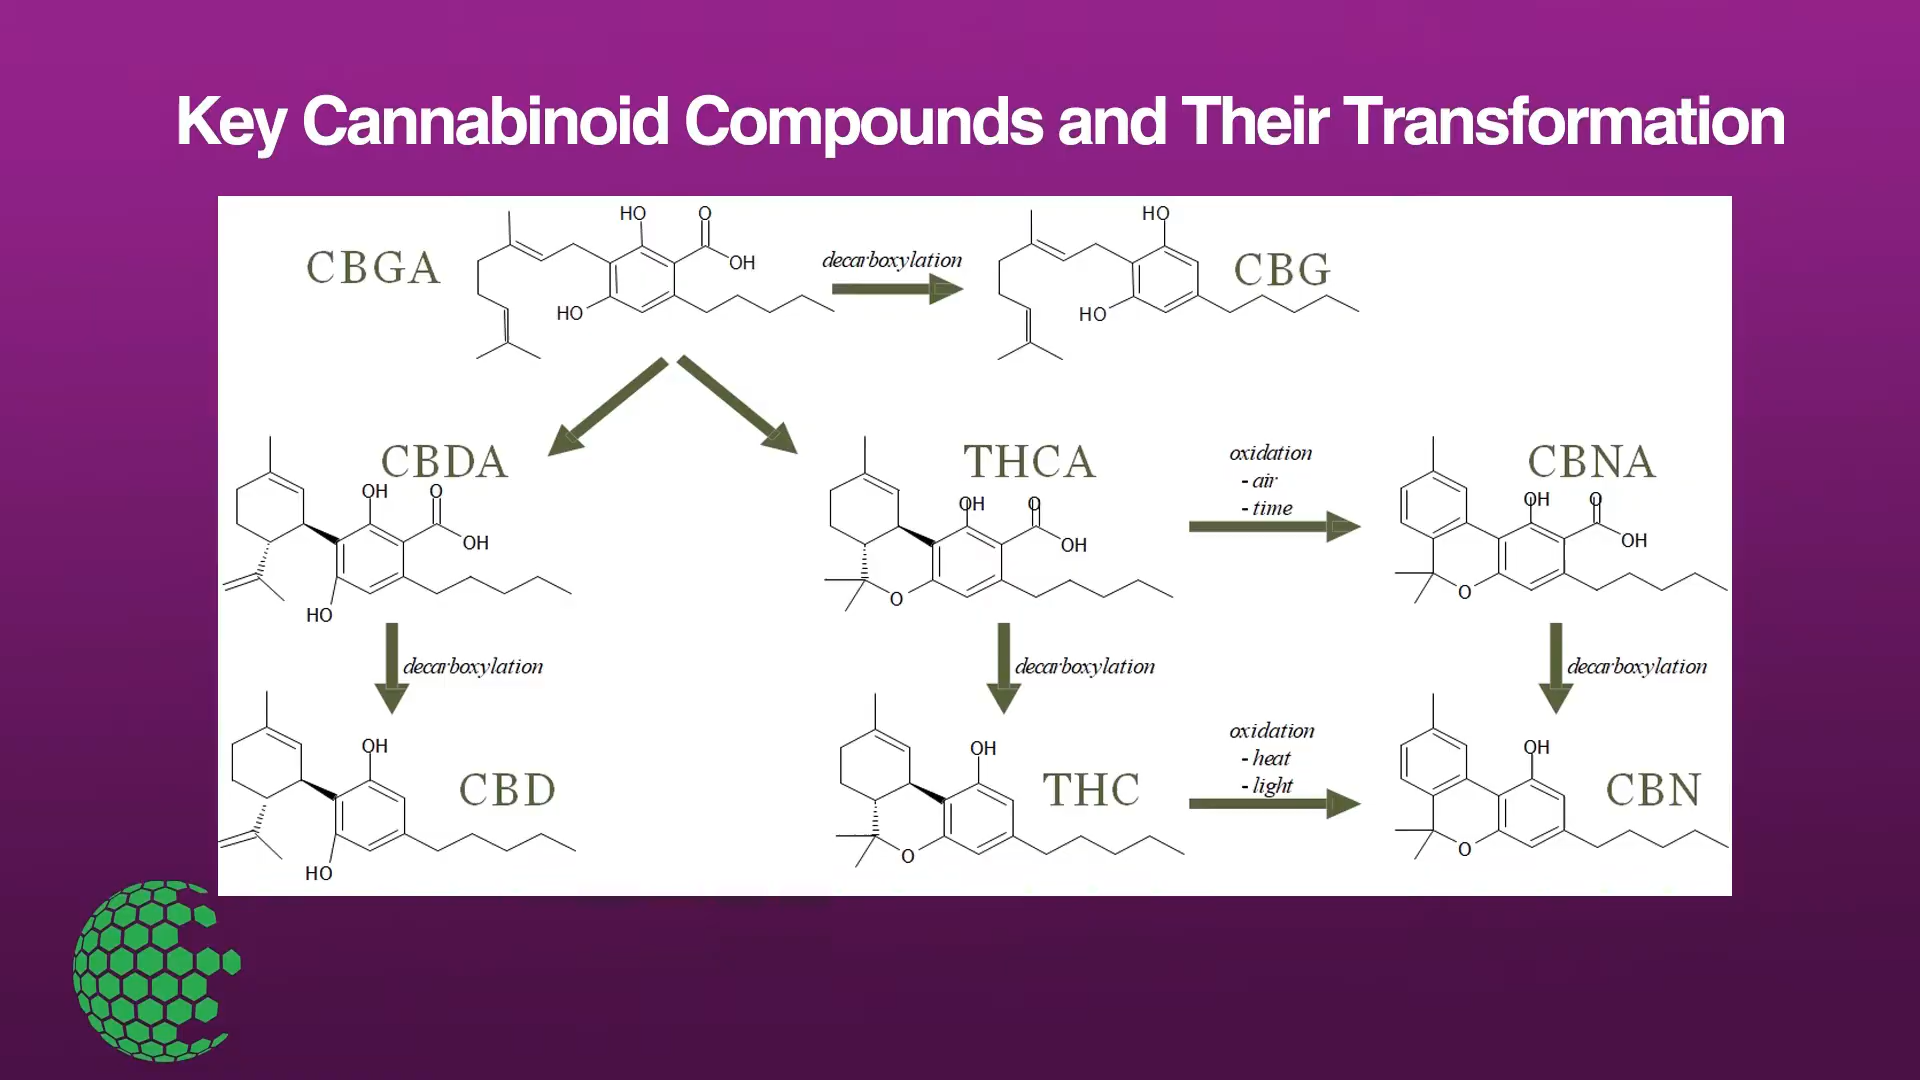 Key Cannabinoid Compounds and Their Transformation
CBGA
HO
O
OH
HO
decarboxylation
HO
CBG
HO
CBDA
OH
O
OH
HO
THCA
OH
O
OH
O
oxidation
- air
- time
CBNA
OH
O
OH
O
decarboxylation
decarboxylation
decarboxylation
OH
CBD
HO
OH
THC
O
oxidation
- heat
- light
OH
CBN
O